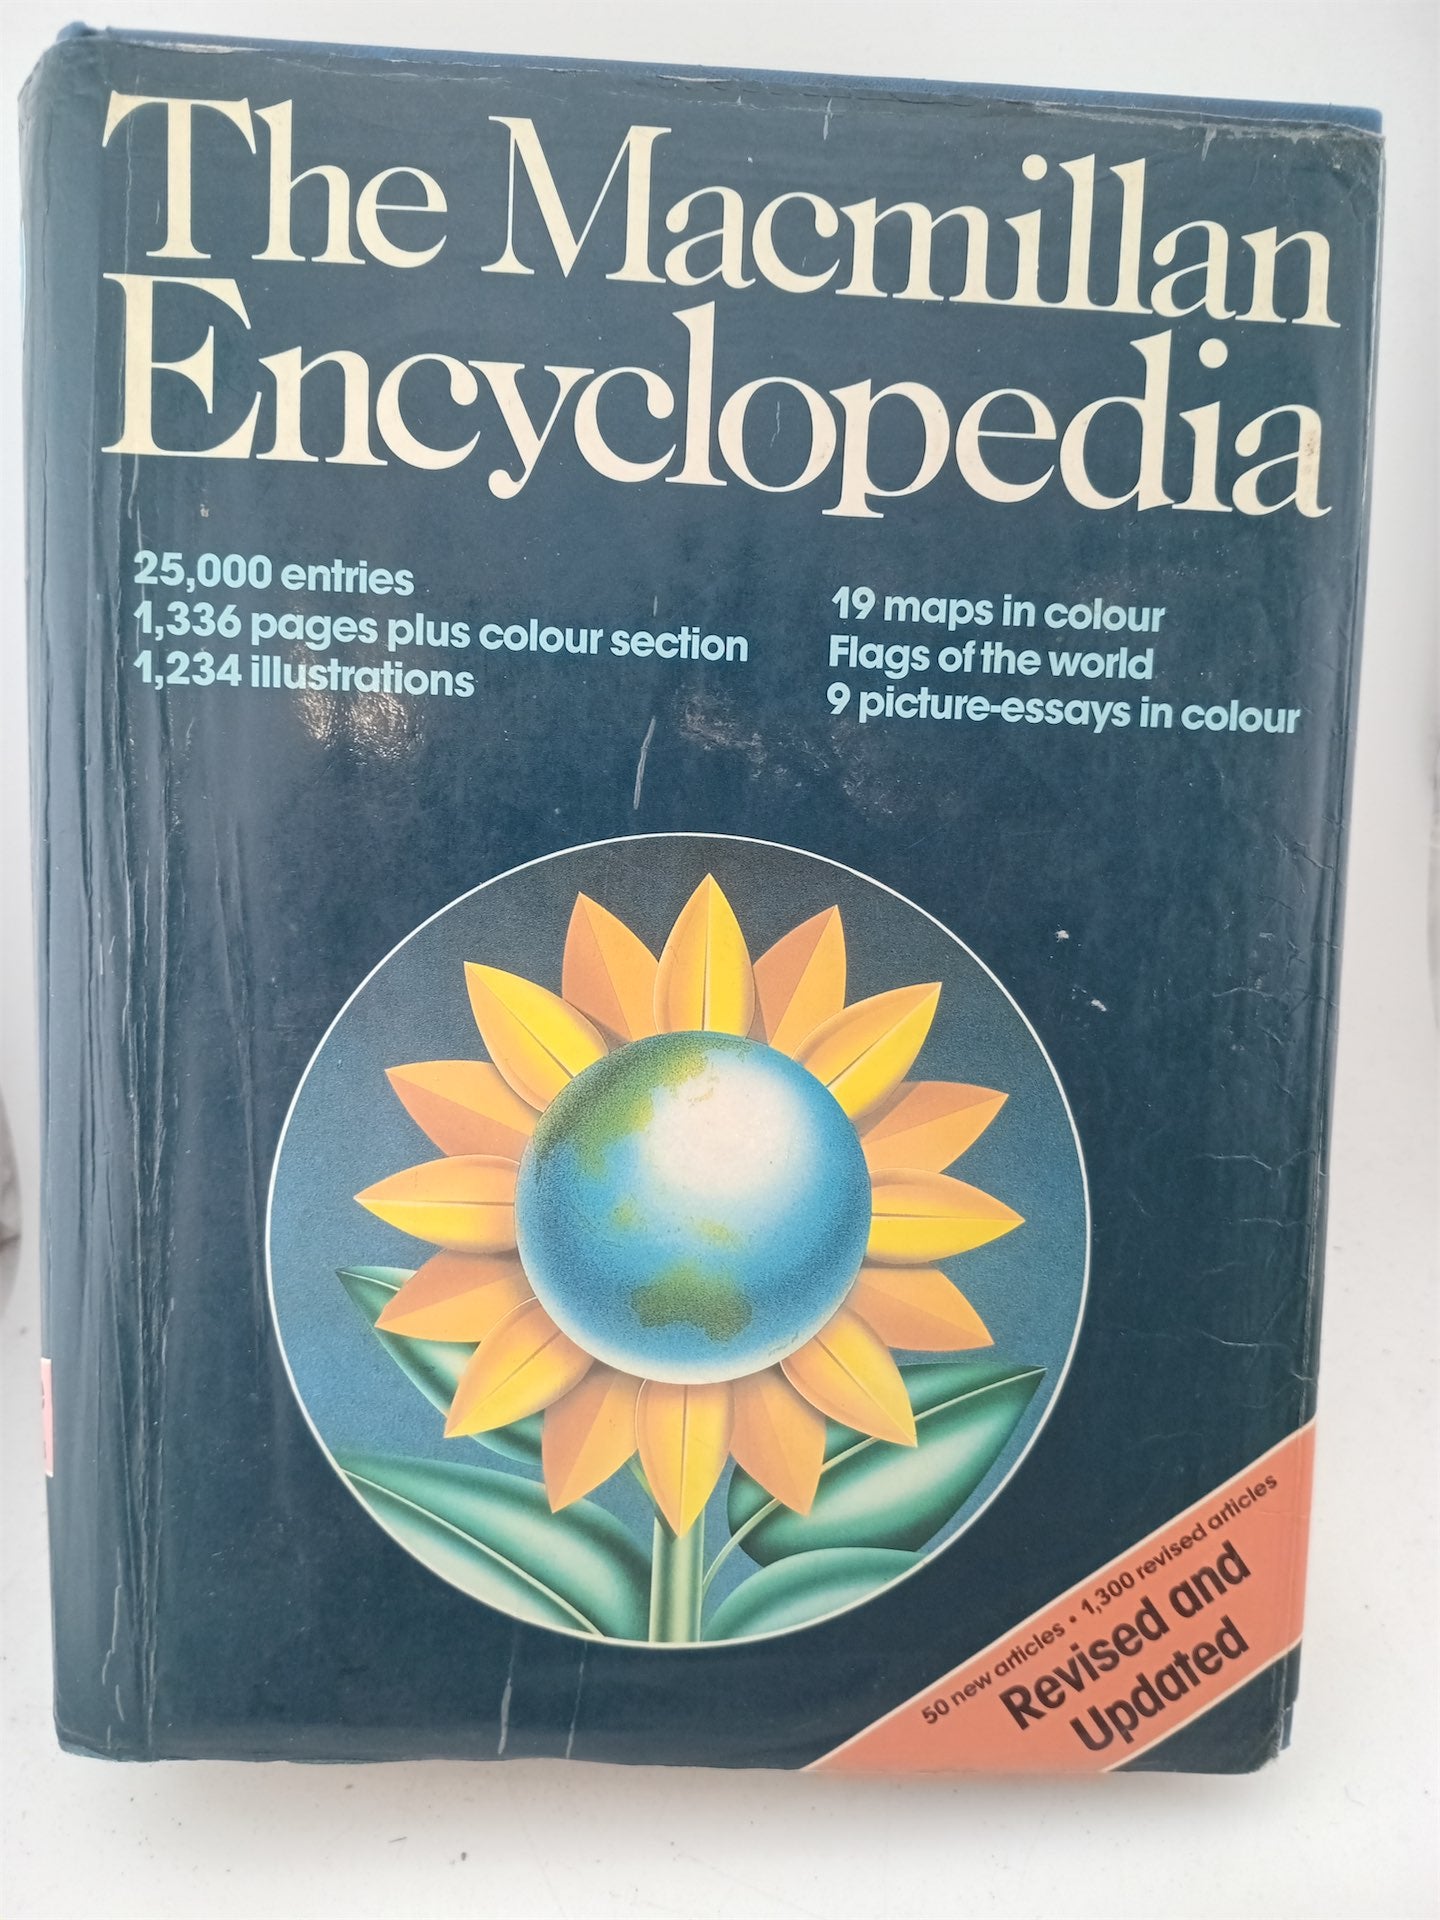 The Macmillan
Encyclopedia
25,000 entries
1,336 pages plus colour section
1,234 illustrations
19 maps in colour
Flags of the world
9 picture-essays in colour
50 new articles • 1,300 revised articles
Revised and
Updated